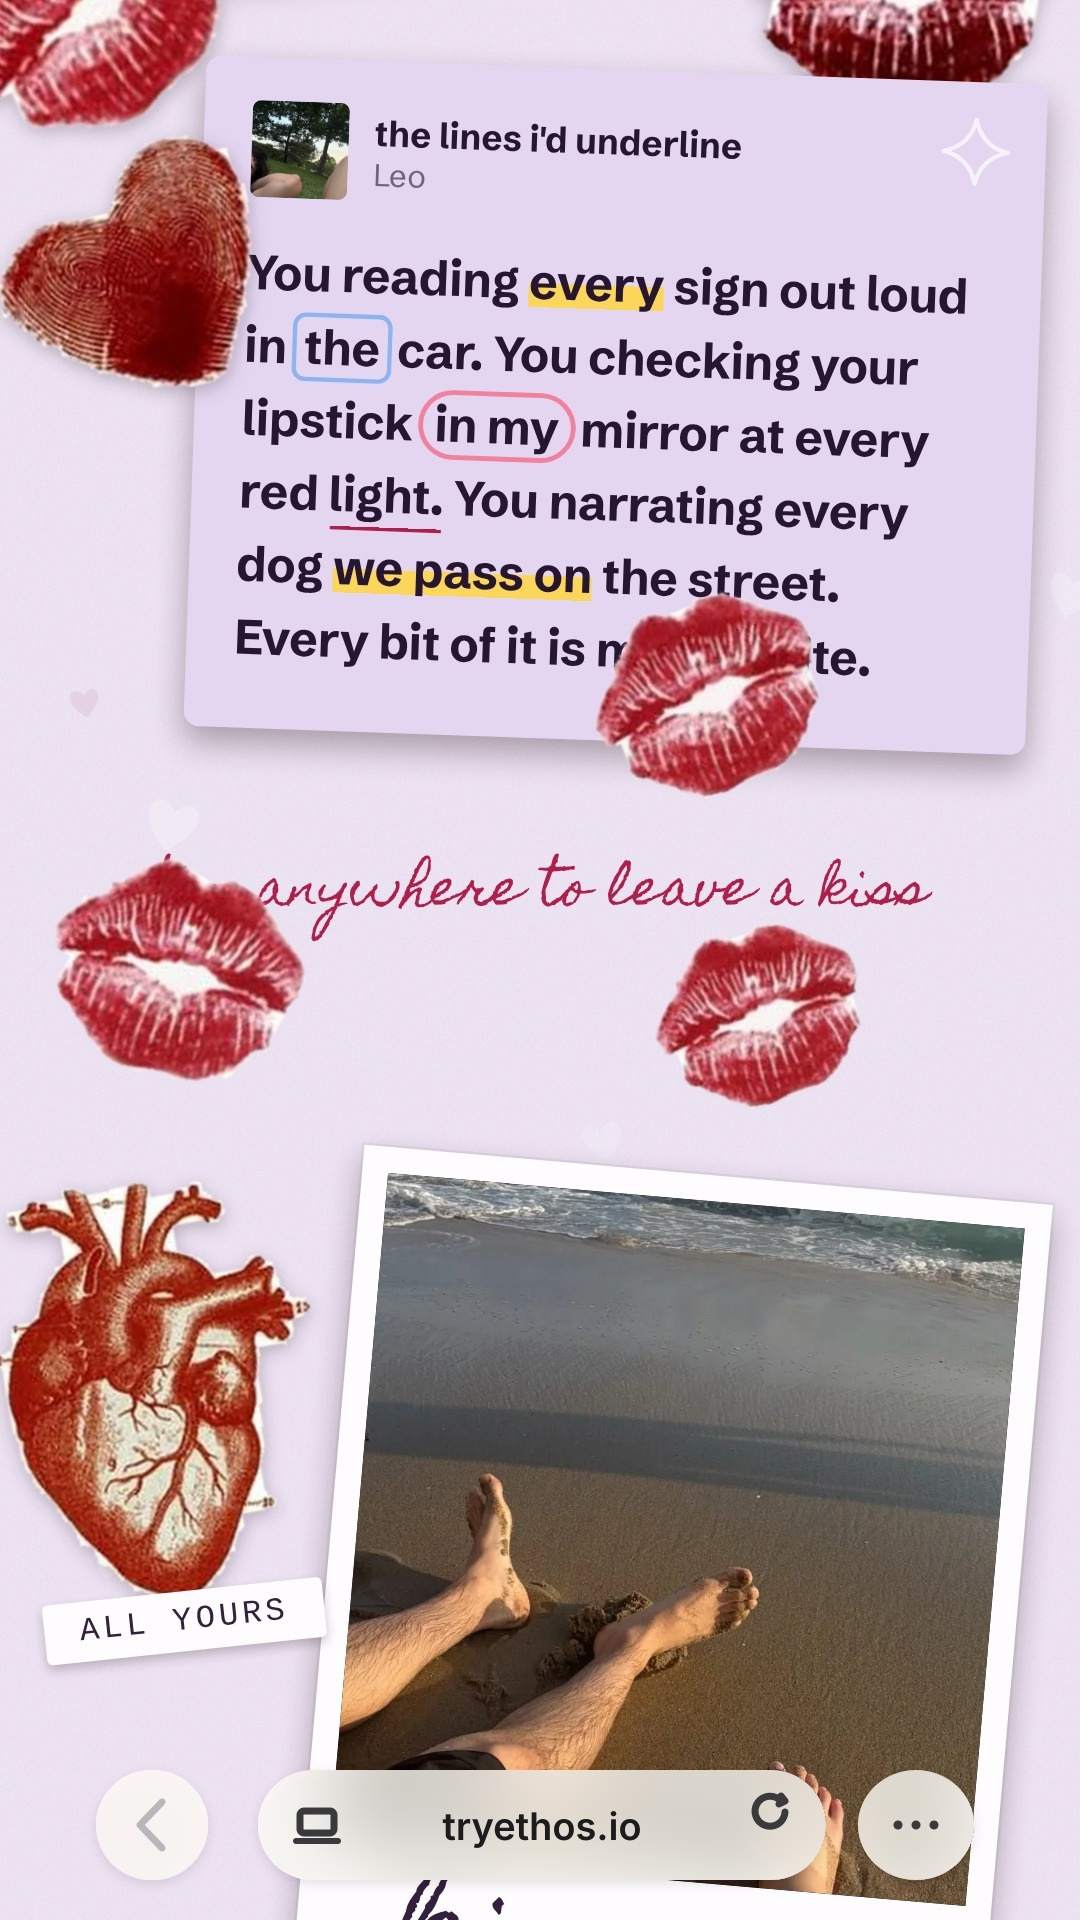 the lines i'd underline
Leo
You reading every sign out loud
in the car. You checking your
lipstick in my mirror at every
red light. You narrating every
dog we pass on the street.
Every bit of it is
anywhere to leave a kiss
ALL YOURS
tryethos.io